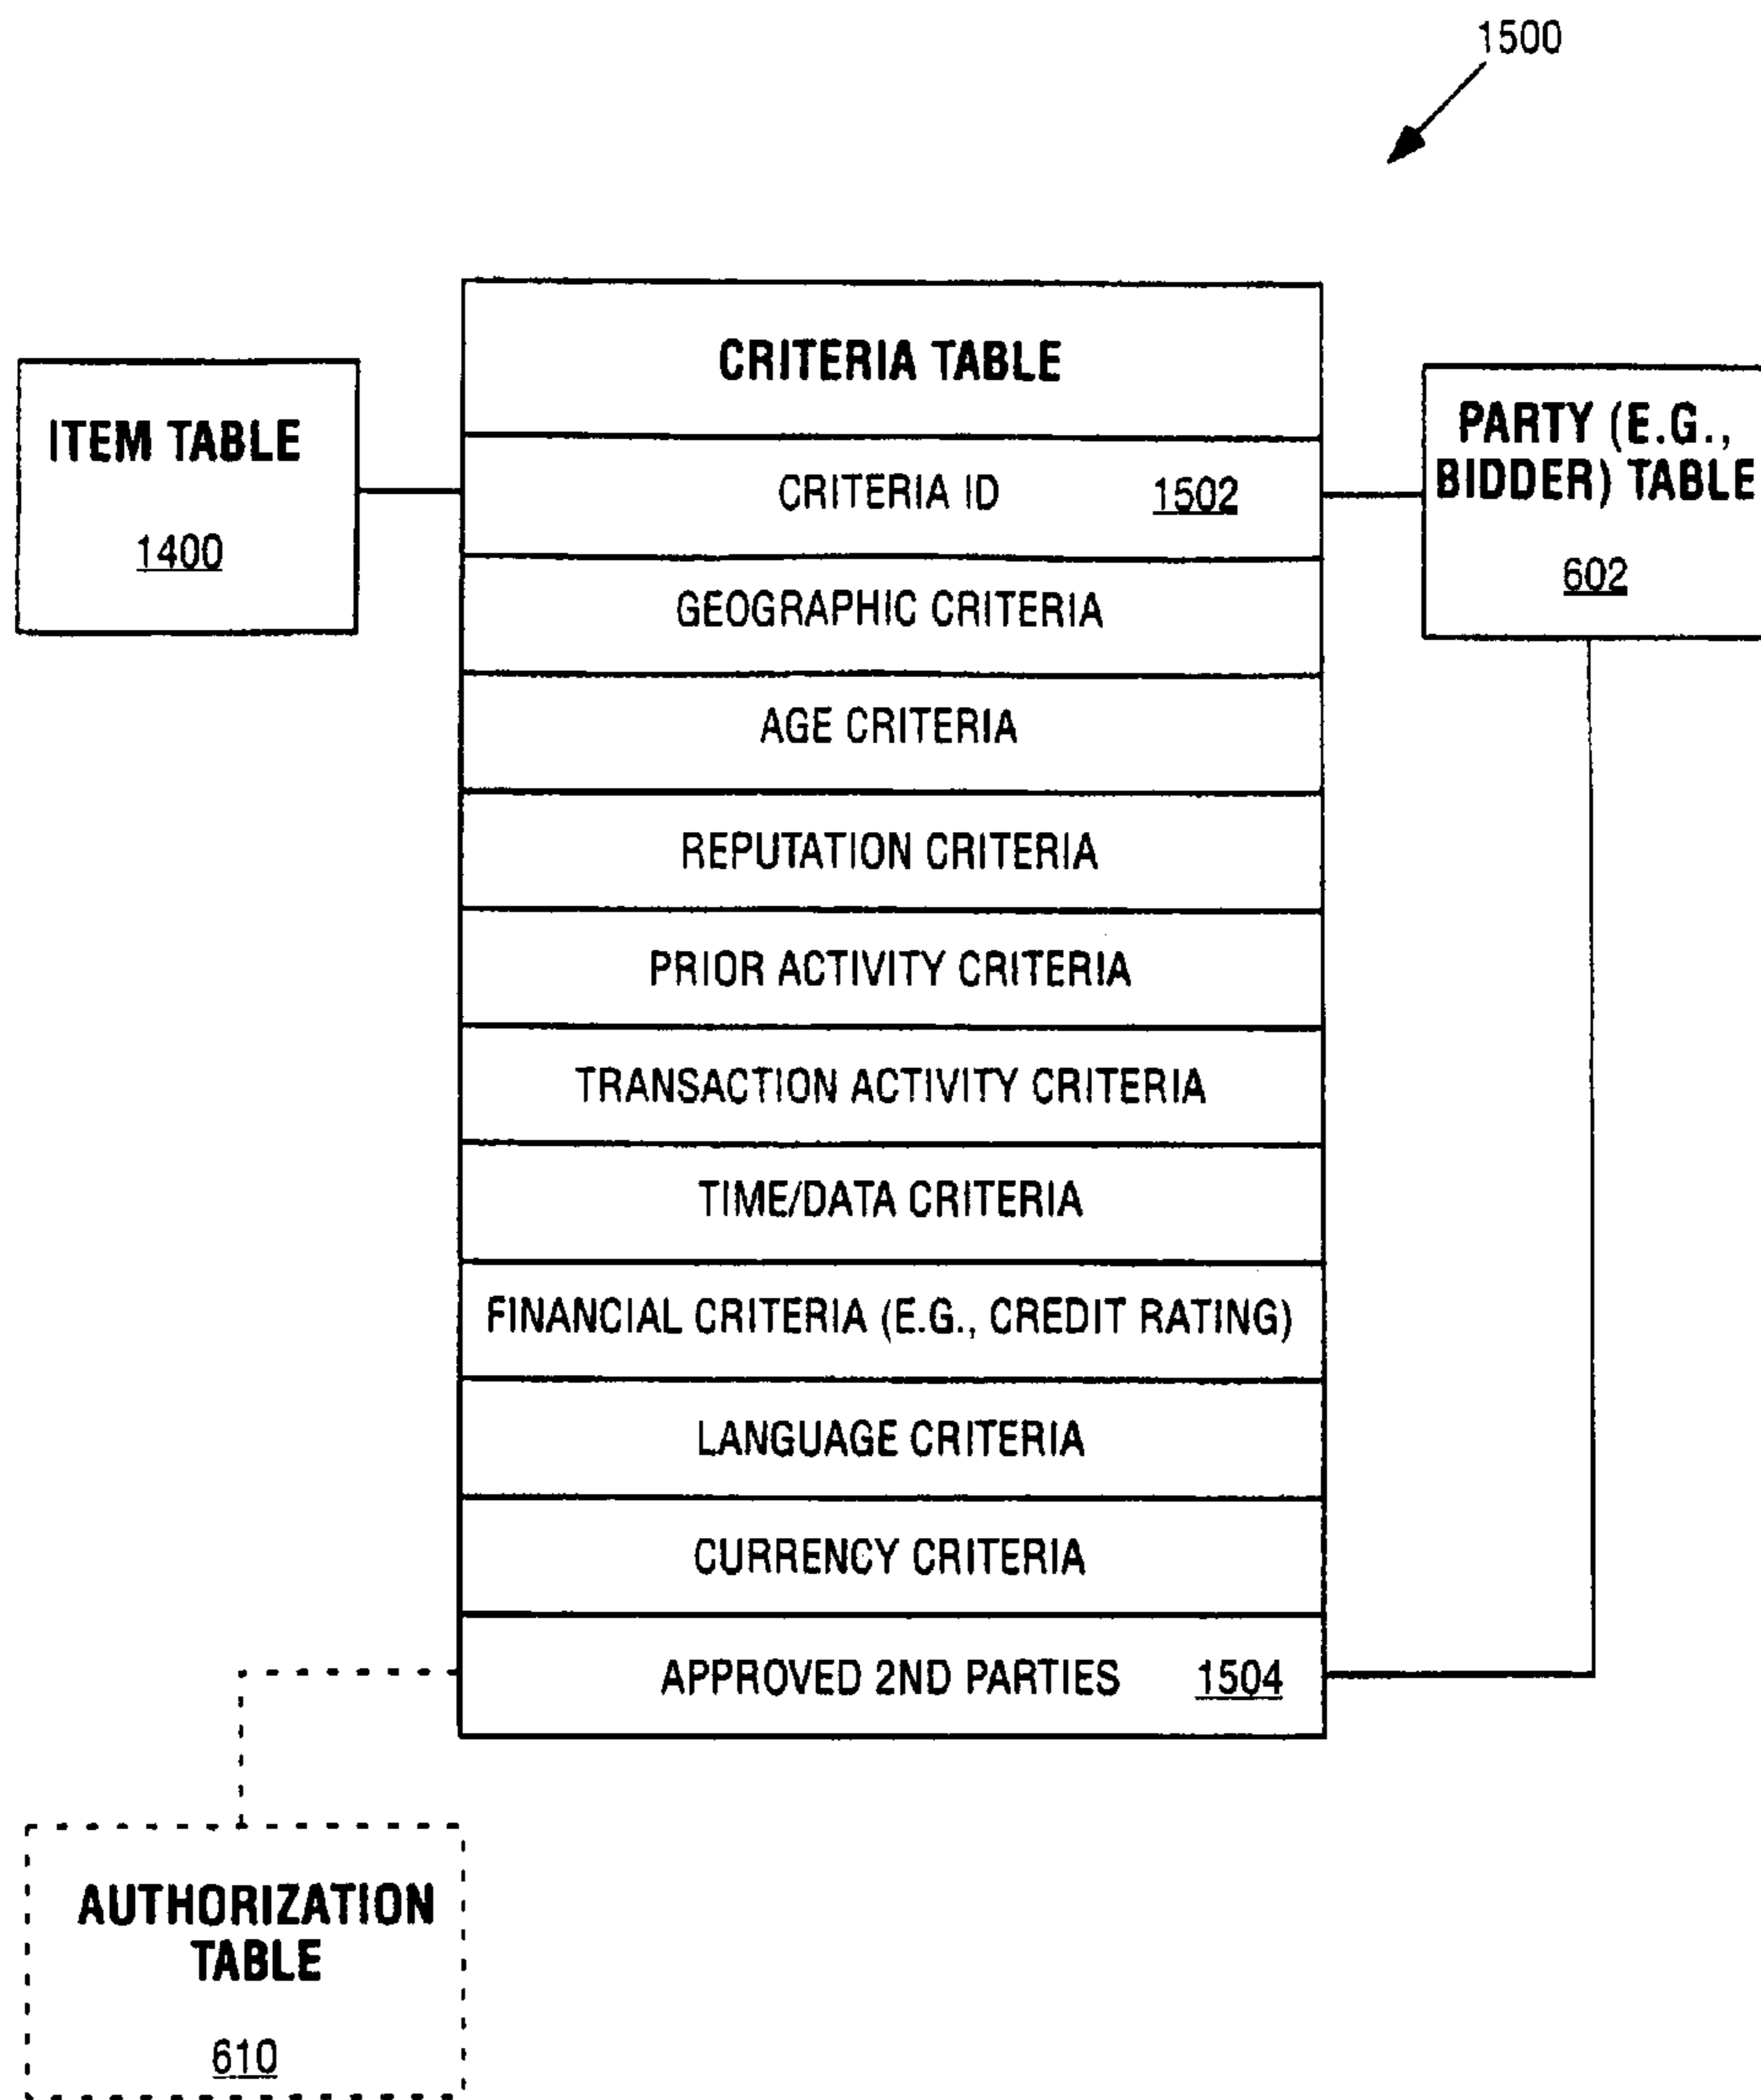 1500
CRITERIA TABLE
ITEM TABLE
1400
PARTY (E.G.,
BIDDER) TABLE
602
CRITERIA ID 1502
GEOGRAPHIC CRITERIA
AGE CRITERIA
REPUTATION CRITERIA
PRIOR ACTIVITY CRITERIA
TRANSACTION ACTIVITY CRITERIA
TIME/DATA CRITERIA
FINANCIAL CRITERIA (E.G., CREDIT RATING)
LANGUAGE CRITERIA
CURRENCY CRITERIA
APPROVED 2ND PARTIES 1504
AUTHORIZATION
TABLE
610